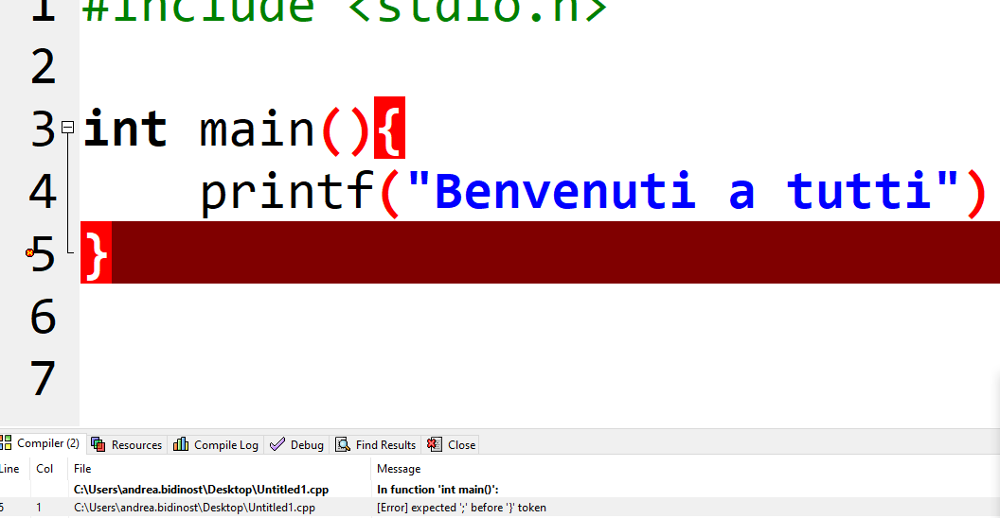 1 #include <stdio.h>
2
3 int main(){
4 printf("Benvenuti a tutti")
5 }
6
7
Compiler (2) Resources Compile Log Debug Find Results Close
Line Col File Message
C:\Users\andrea.bidinost\Desktop\Untitled1.cpp In function 'int main()':
5 1 C:\Users\andrea.bidinost\Desktop\Untitled1.cpp [Error] expected ';' before '}' token